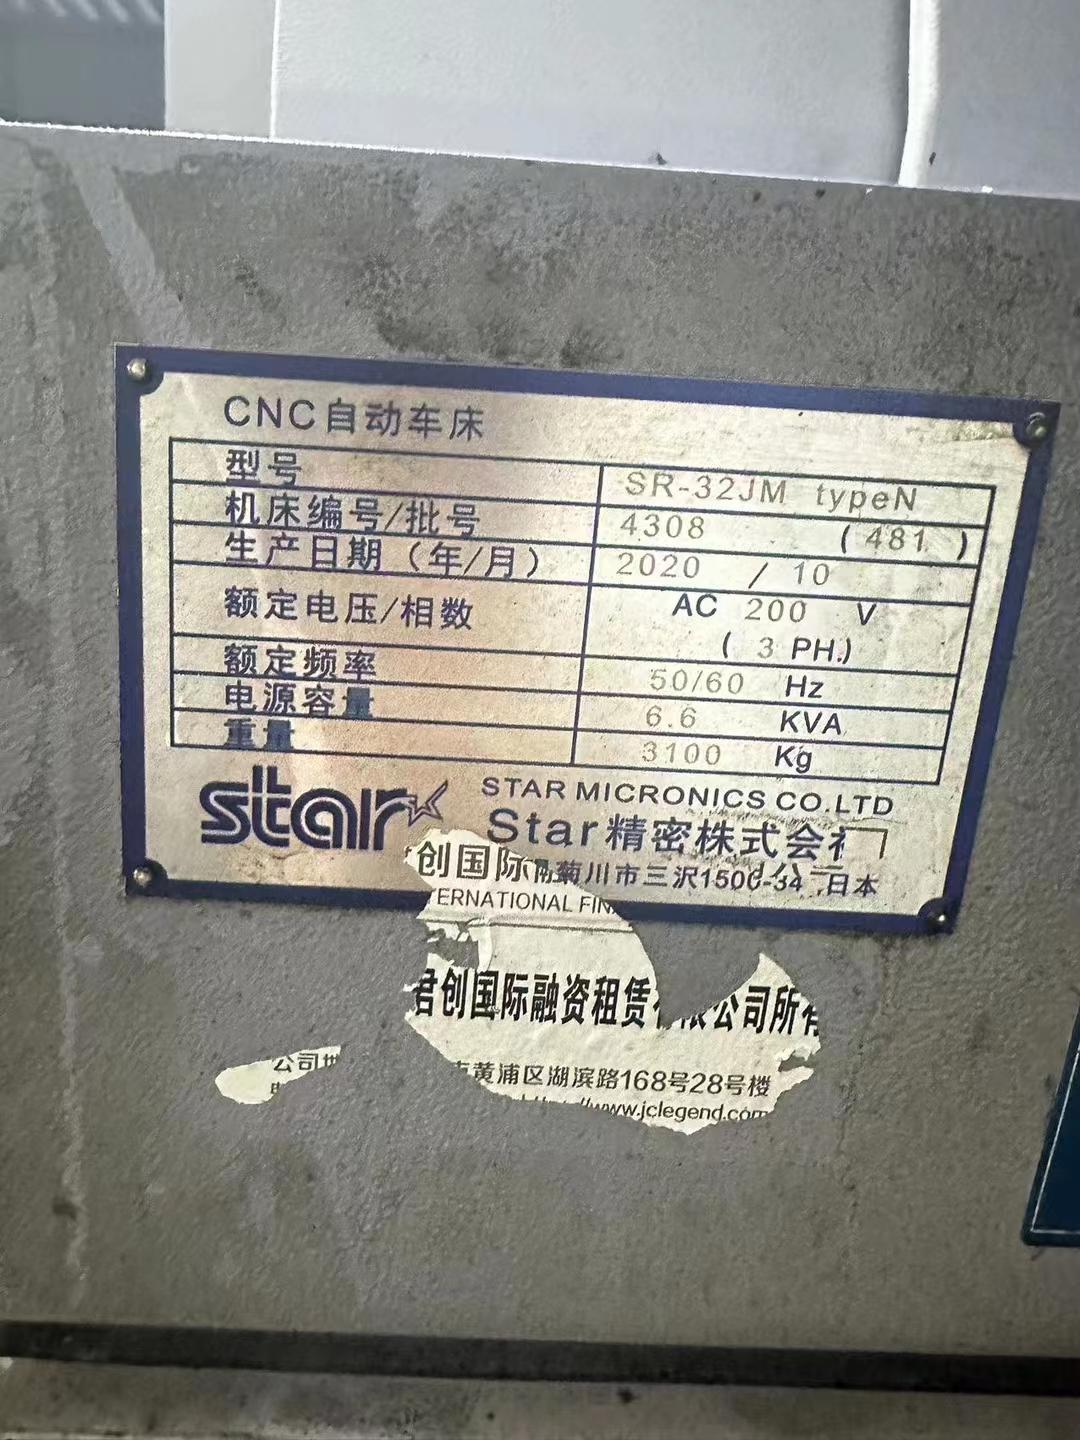 CNC自动车床
型号 SR-32JM typeN
机床编号/批号 4308 (481)
生产日期（年/月） 2020 / 10
额定电压/相数 AC 200 V
(3 PH.)
额定频率 50/60 Hz
电源容量 6.6 KVA
重量 3100 Kg
star
STAR MICRONICS CO.LTD
Star精密株式会
创国际 菊川市三沢1500-34 ,日本
TERNATIONAL FIN
君创国际融资租赁有限公司所有
公司地
黄浦区湖滨路168号28号楼
www.jclegend.com